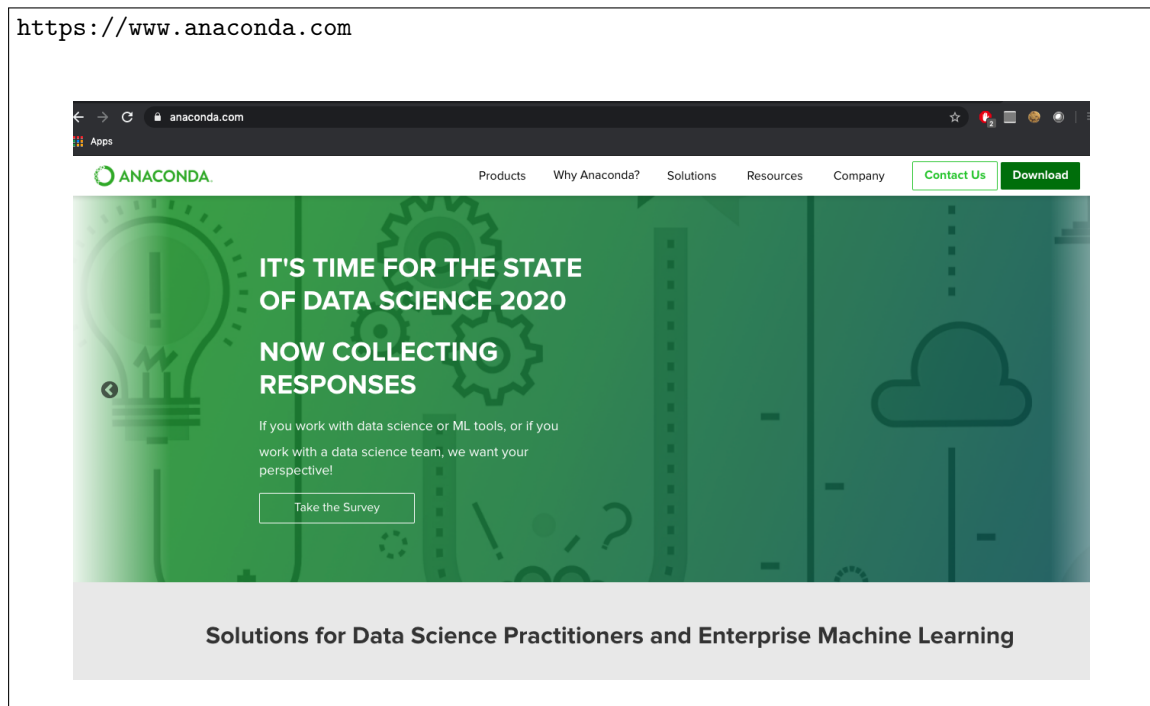 https://www.anaconda.com
anaconda.com
2
Apps
ANACONDA.
Products Why Anaconda? Solutions Resources Company Contact Us Download
IT'S TIME FOR THE STATE
OF DATA SCIENCE 2020
NOW COLLECTING
RESPONSES
If you work with data science or ML tools, or if you
work with a data science team, we want your
perspective!
Take the Survey
Solutions for Data Science Practitioners and Enterprise Machine Learning